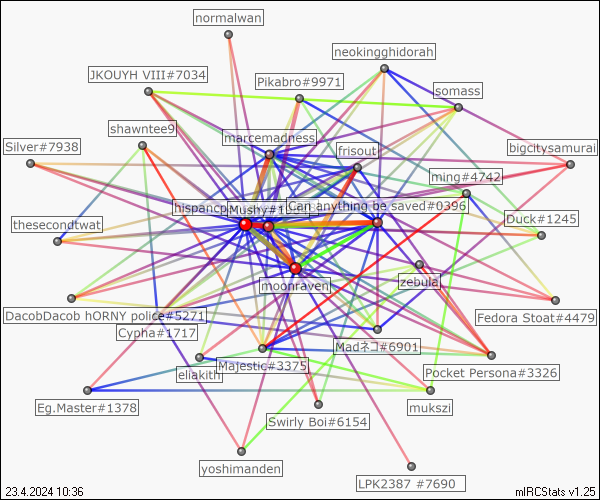 normalwan
neokingghidorah
JKOUYH VIII#7034
Pikabro#9971
somass
shawntee9
marcemadness
frisout
Silver#7938
bigcitysamurai
ming#4742
hispancp
Mushy#1
Can anything be saved#0396
Duck#1245
thesecondtwat
moonraven
zebula
DacobDacob hORNY police#5271
Fedora Stoat#4479
Cypha#1717
Madネコ#6901
Majestic#3375
Pocket Persona#3326
eliakith
Eg.Master#1378
mukszi
Swirly Boi#6154
yoshimanden
LPK2387 #7690
23.4.2024 10:36
mIRCStats v1.25